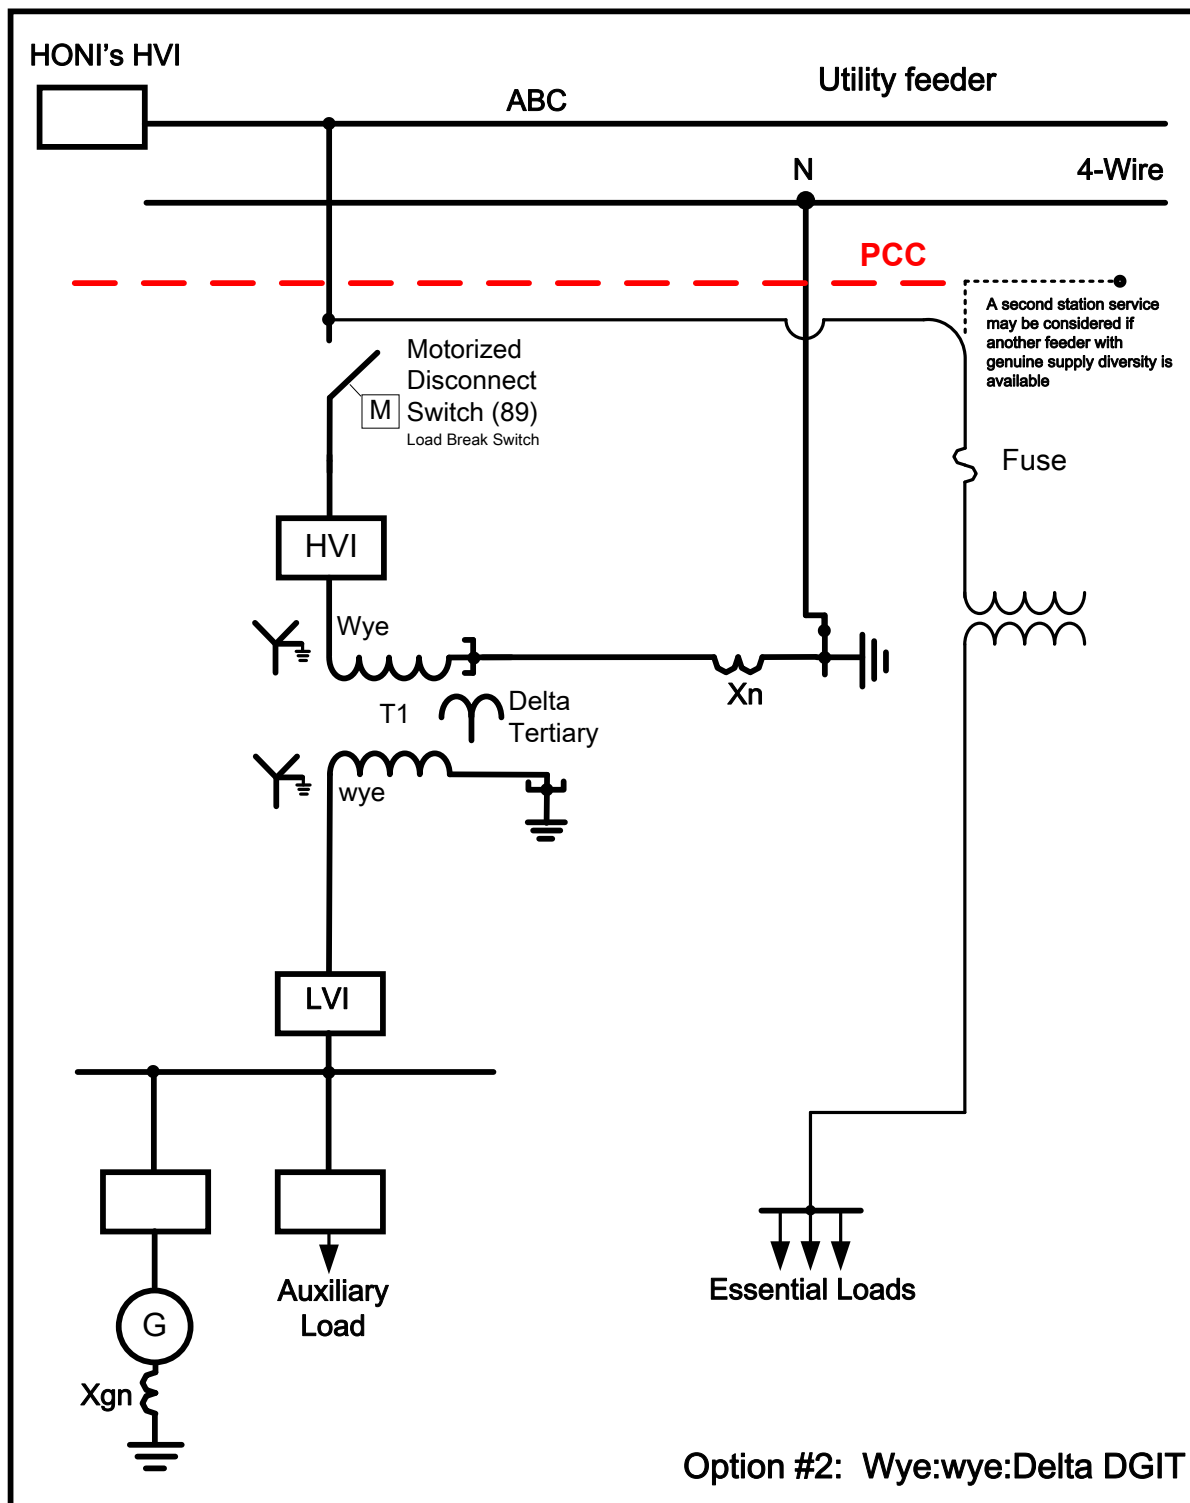 HONI's HVI
ABC
Utility feeder
N
4-Wire
PCC
A second station service
may be considered if
another feeder with
genuine supply diversity is
available
Motorized
Disconnect
Switch (89)
Load Break Switch
M
Fuse
HVI
Wye
Xn
T1
Delta
Tertiary
wye
LVI
G
Auxiliary
Load
Essential Loads
Xgn
Option #2: Wye:wye:Delta DGIT